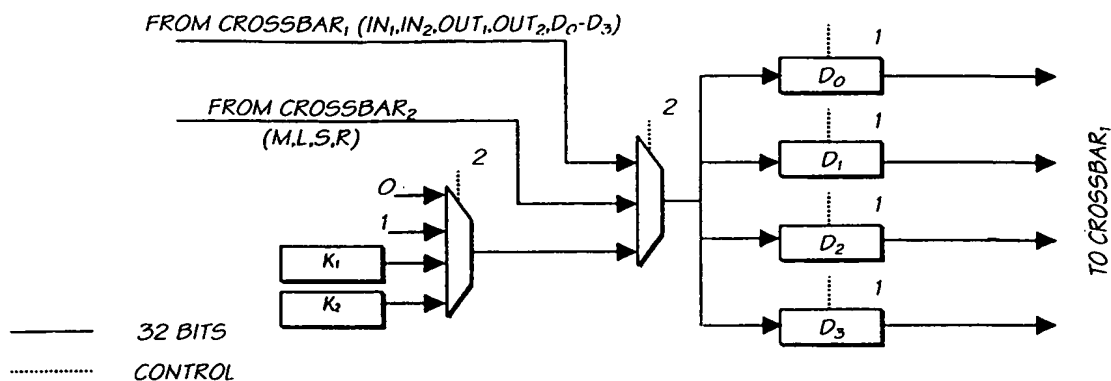 FROM CROSSBAR₁ (IN₁,IN₂,OUT₁,OUT₂,D₀-D₃)
1
D₀
FROM CROSSBAR₂
(M,L,S,R)
2
1
D₁
2
0
1
K₁
K₂
1
D₂
1
D₃
TO CROSSBAR₁
32 BITS
CONTROL